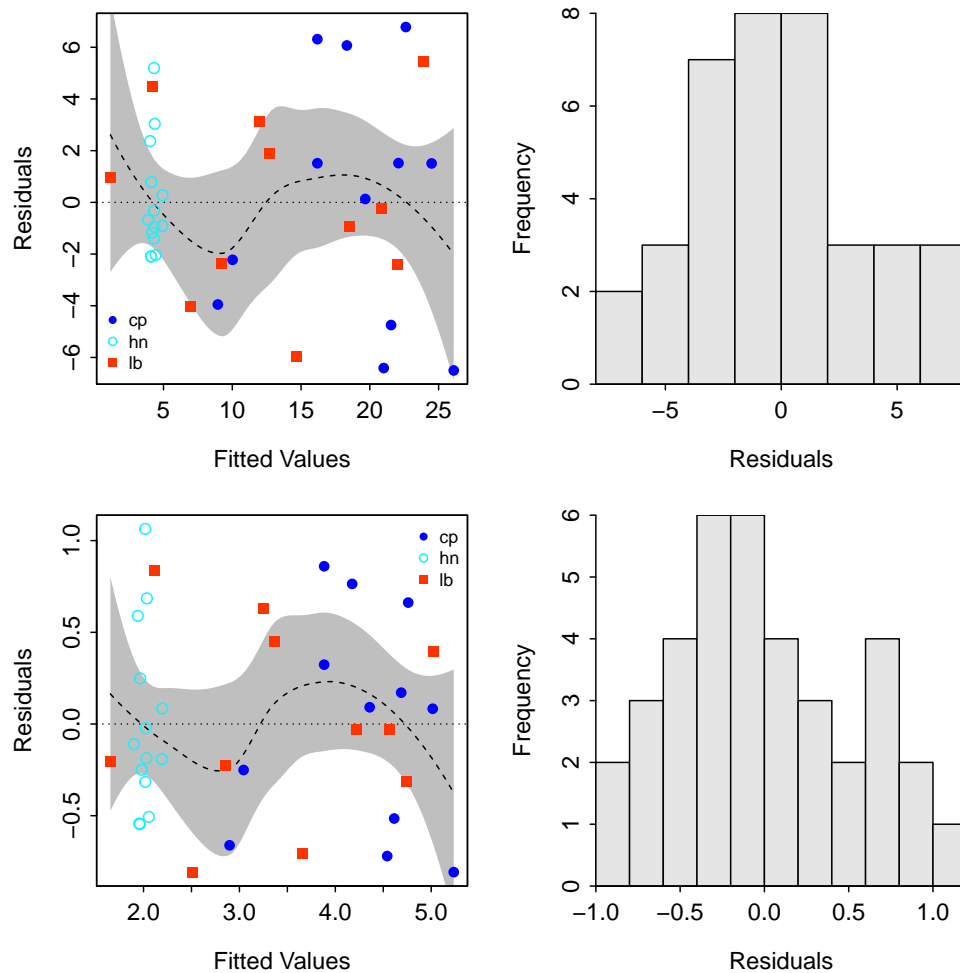 6
4
2
0
−2
−4
−6
Residuals
cp
hn
lb
5 10 15 20 25
Fitted Values
8
6
4
2
0
Frequency
−5 0 5
Residuals
1.0
0.5
0.0
−0.5
Residuals
cp
hn
lb
2.0 3.0 4.0 5.0
Fitted Values
6
5
4
3
2
1
0
Frequency
−1.0 −0.5 0.0 0.5 1.0
Residuals